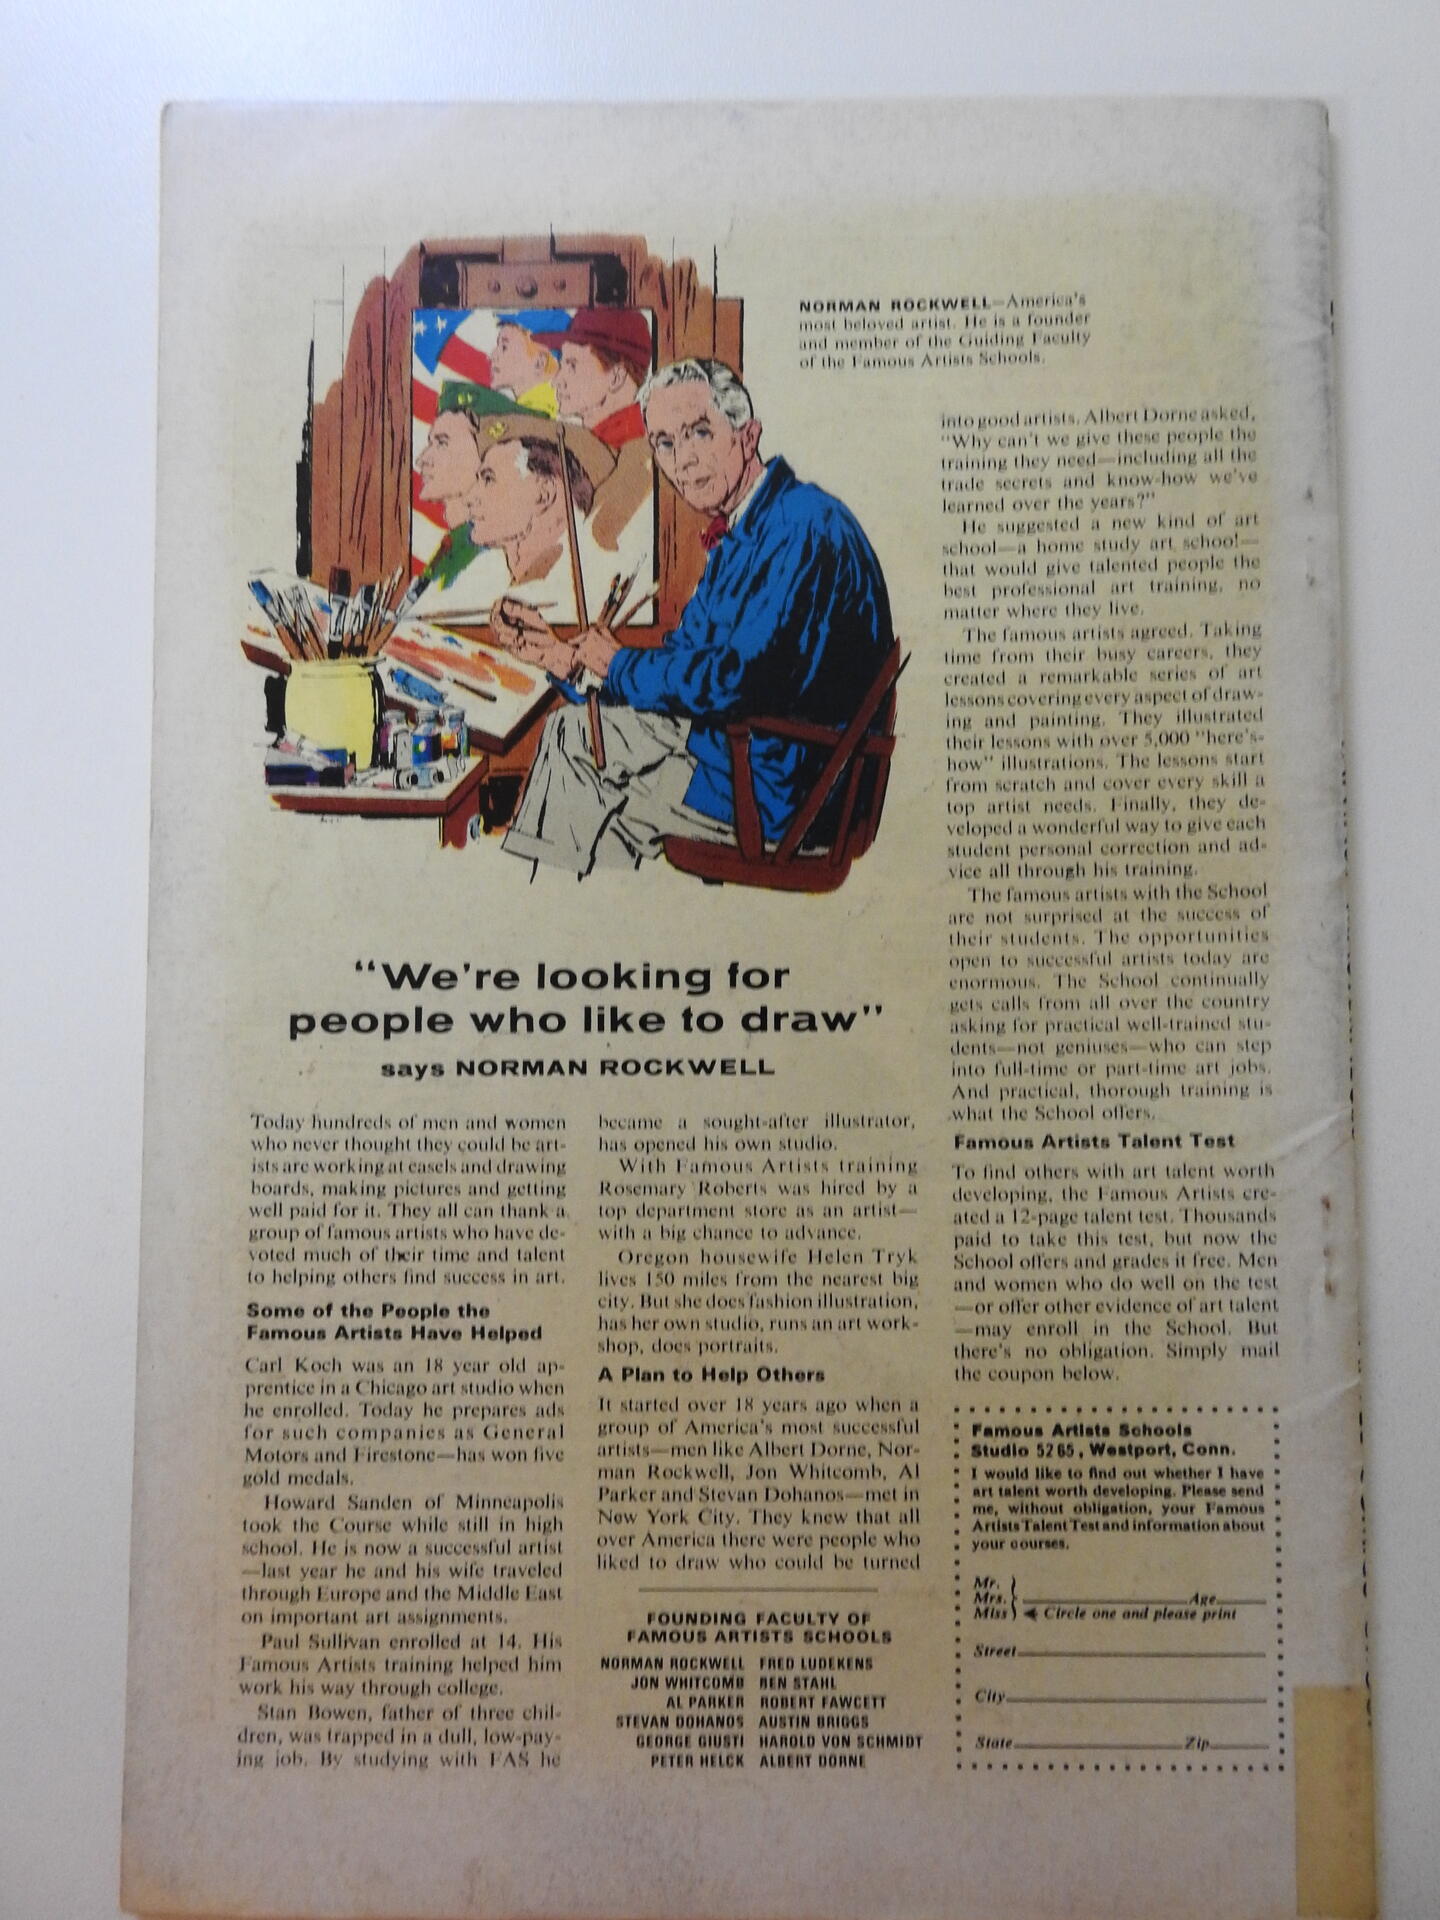 NORMAN ROCKWELL—America's
most beloved artist. He is a founder
and member of the Guiding Faculty
of the Famous Artists Schools.
"We're looking for
people who like to draw"
says NORMAN ROCKWELL
Today hundreds of men and women
who never thought they could be art-
ists are working at easels and drawing
boards, making pictures and getting
well paid for it. They all can thank a
group of famous artists who have de-
voted much of their time and talent
to helping others find success in art.
Some of the People the
Famous Artists Have Helped
Carl Koch was an 18 year old ap-
prentice in a Chicago art studio when
he enrolled. Today he prepares ads
for such companies as General
Motors and Firestone—has won five
gold medals.
Howard Sanden of Minneapolis
took the Course while still in high
school. He is now a successful artist
—last year he and his wife traveled
through Europe and the Middle East
on important art assignments.
Paul Sullivan enrolled at 14. His
Famous Artists training helped him
work his way through college.
Stan Bowen, father of three chil-
dren, was trapped in a dull, low-pay-
ing job. By studying with FAS he
became a sought-after illustrator,
has opened his own studio.
With Famous Artists training
Rosemary Roberts was hired by a
top department store as an artist—
with a big chance to advance.
Oregon housewife Helen Tryk
lives 150 miles from the nearest big
city. But she does fashion illustration,
has her own studio, runs an art work-
shop, does portraits.
A Plan to Help Others
It started over 18 years ago when a
group of America's most successful
artists—men like Albert Dorne, Nor-
man Rockwell, Jon Whitcomb, Al
Parker and Stevan Dohanos—met in
New York City. They knew that all
over America there were people who
liked to draw who could be turned
into good artists. Albert Dorne asked,
"Why can't we give these people the
training they need—including all the
trade secrets and know-how we've
learned over the years?"
He suggested a new kind of art
school—a home study art school—
that would give talented people the
best professional art training, no
matter where they live.
The famous artists agreed. Taking
time from their busy careers, they
created a remarkable series of art
lessons covering every aspect of draw-
ing and painting. They illustrated
their lessons with over 5,000 "here's-
how" illustrations. The lessons start
from scratch and cover every skill a
top artist needs. Finally, they de-
veloped a wonderful way to give each
student personal correction and ad-
vice all through his training.
The famous artists with the School
are not surprised at the success of
their students. The opportunities
open to successful artists today are
enormous. The School continually
gets calls from all over the country
asking for practical well-trained stu-
dents—not geniuses—who can step
into full-time or part-time art jobs.
And practical, thorough training is
what the School offers.
Famous Artists Talent Test
To find others with art talent worth
developing, the Famous Artists cre-
ated a 12-page talent test. Thousands
paid to take this test, but now the
School offers and grades it free. Men
and women who do well on the test
—or offer other evidence of art talent
—may enroll in the School. But
there's no obligation. Simply mail
the coupon below.
FOUNDING FACULTY OF
FAMOUS ARTISTS SCHOOLS
NORMAN ROCKWELL FRED LUDEKENS
JON WHITCOMB BEN STAHL
AL PARKER ROBERT FAWCETT
STEVAN DOHANOS AUSTIN BRIGGS
GEORGE GIUSTI HAROLD VON SCHMIDT
PETER HELCK ALBERT DORNE
Famous Artists Schools
Studio 5265, Westport, Conn.
I would like to find out whether I have
art talent worth developing. Please send
me, without obligation, your Famous
Artists Talent Test and information about
your courses.
Mr.
Mrs. Age
Miss Circle one and please print
Street
City
State Zip